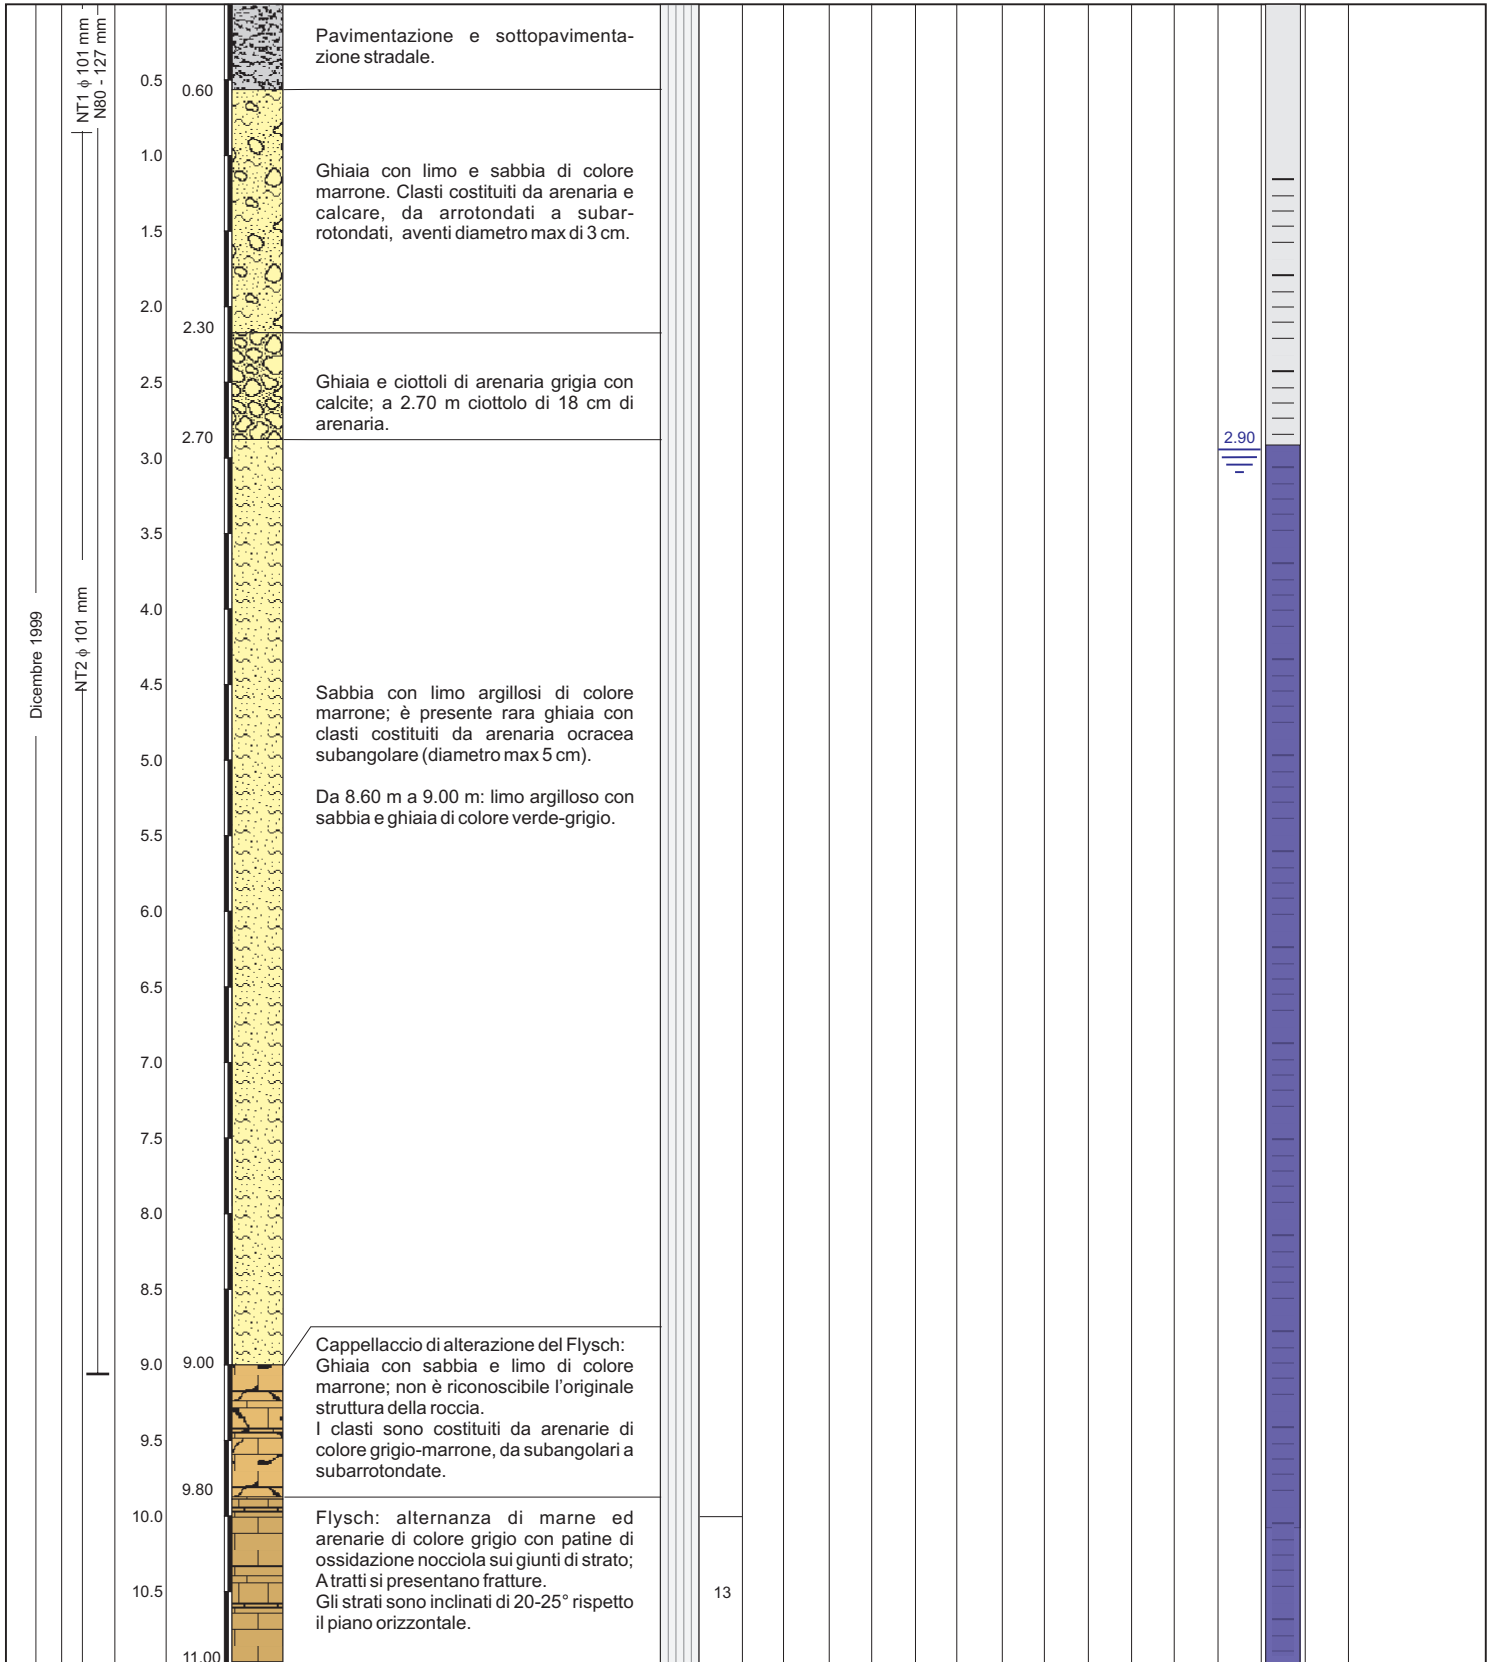 NT1 ϕ 101 mm
N80 - 127 mm
Dicembre 1999
NT2 ϕ 101 mm
0.5
1.0
1.5
2.0
2.5
3.0
3.5
4.0
4.5
5.0
5.5
6.0
6.5
7.0
7.5
8.0
8.5
9.0
9.5
10.0
10.5
0.60
2.30
2.70
9.00
9.80
11.00
Pavimentazione e sottopavimenta-
zione stradale.
Ghiaia con limo e sabbia di colore
marrone. Clasti costituiti da arenaria e
calcare, da arrotondati a subar-
rotondati, aventi diametro max di 3 cm.
Ghiaia e ciottoli di arenaria grigia con
calcite; a 2.70 m ciottolo di 18 cm di
arenaria.
Sabbia con limo argillosi di colore
marrone; è presente rara ghiaia con
clasti costituiti da arenaria ocracea
subangolare (diametro max 5 cm).
Da 8.60 m a 9.00 m: limo argilloso con
sabbia e ghiaia di colore verde-grigio.
Cappellaccio di alterazione del Flysch:
Ghiaia con sabbia e limo di colore
marrone; non è riconoscibile l'originale
struttura della roccia.
I clasti sono costituiti da arenarie di
colore grigio-marrone, da subangolari a
subarrotondate.
Flysch: alternanza di marne ed
arenarie di colore grigio con patine di
ossidazione nocciola sui giunti di strato;
A tratti si presentano fratture.
Gli strati sono inclinati di 20-25° rispetto
il piano orizzontale.
13
2.90